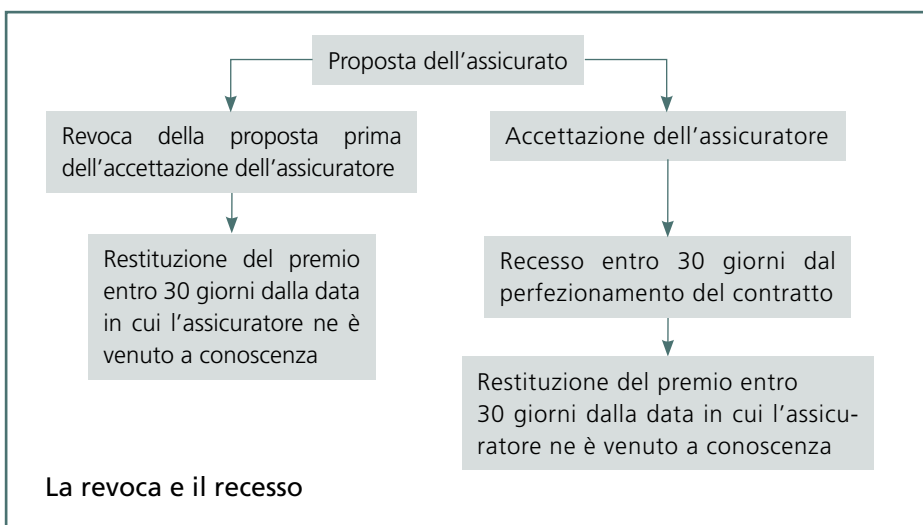 Proposta dell'assicurato
Revoca della proposta prima
dell'accettazione dell'assicuratore
Accettazione dell'assicuratore
Restituzione del premio
entro 30 giorni dalla data
in cui l'assicuratore ne è
venuto a conoscenza
Recesso entro 30 giorni dal
perfezionamento del contratto
Restituzione del premio entro
30 giorni dalla data in cui l'assicu-
ratore ne è venuto a conoscenza
La revoca e il recesso